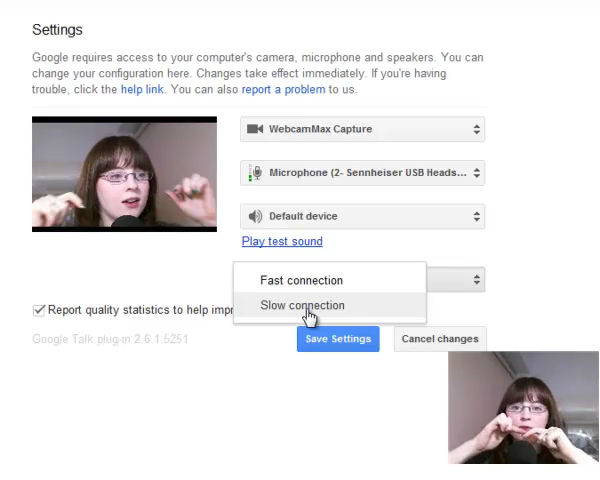 Settings
Google requires access to your computer's camera, microphone and speakers. You can
change your configuration here. Changes take effect immediately. If you're having
trouble, click the help link. You can also report a problem to us.
WebcamMax Capture
Microphone (2- Sennheiser USB Heads...
Default device
Play test sound
Fast connection
Slow connection
Report quality statistics to help impr
Google Talk plug-in 2.6.1.5251
Save Settings
Cancel changes